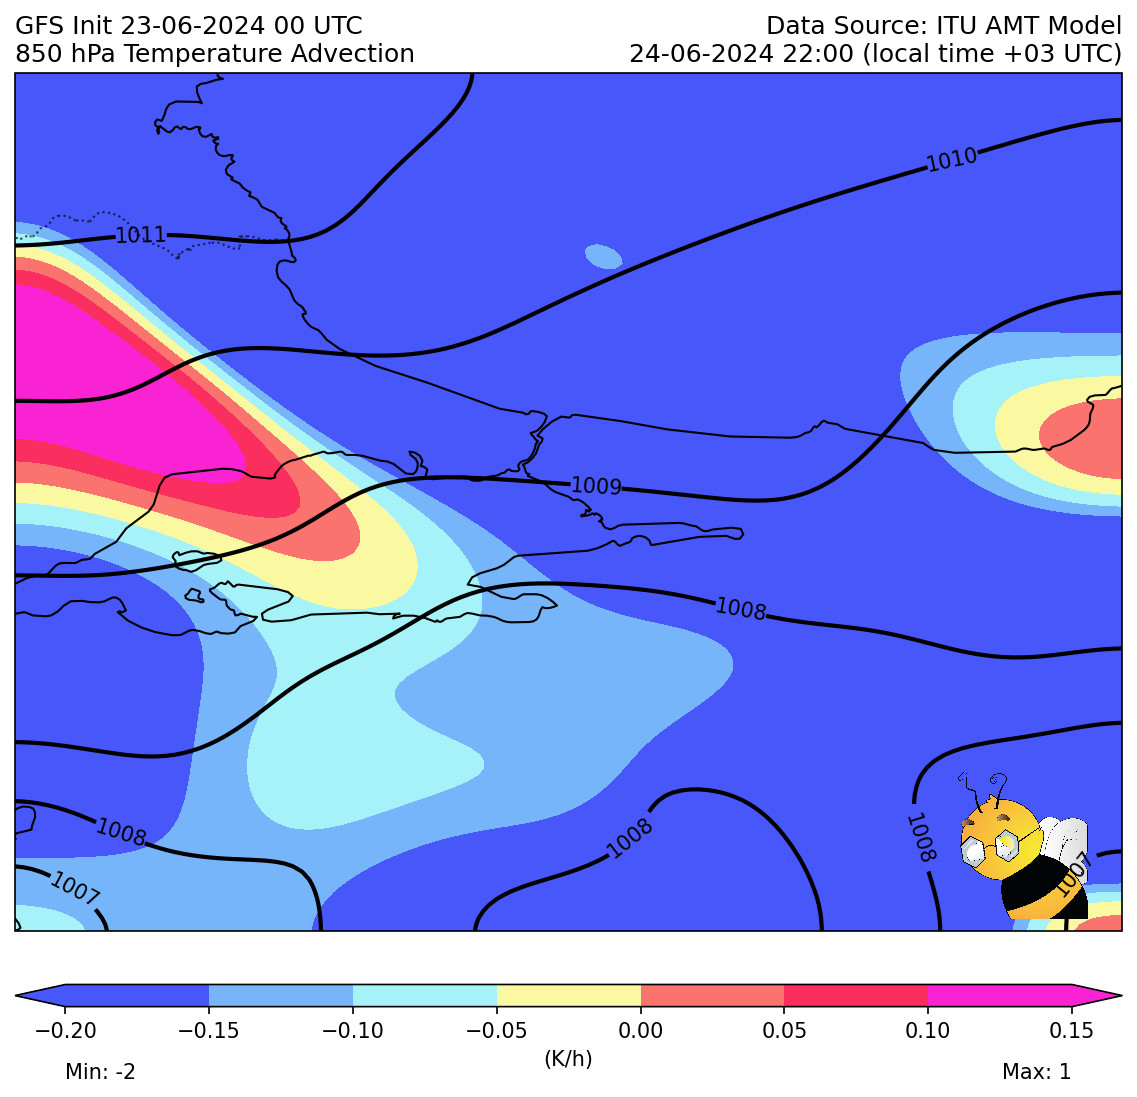 GFS Init 23-06-2024 00 UTC
Data Source: ITU AMT Model
850 hPa Temperature Advection
24-06-2024 22:00 (local time +03 UTC)
1010
1011
1009
1008
1008
1008
1008
1007
1007
−0.20
−0.15
−0.10
−0.05
0.00
0.05
0.10
0.15
(K/h)
Min: -2
Max: 1